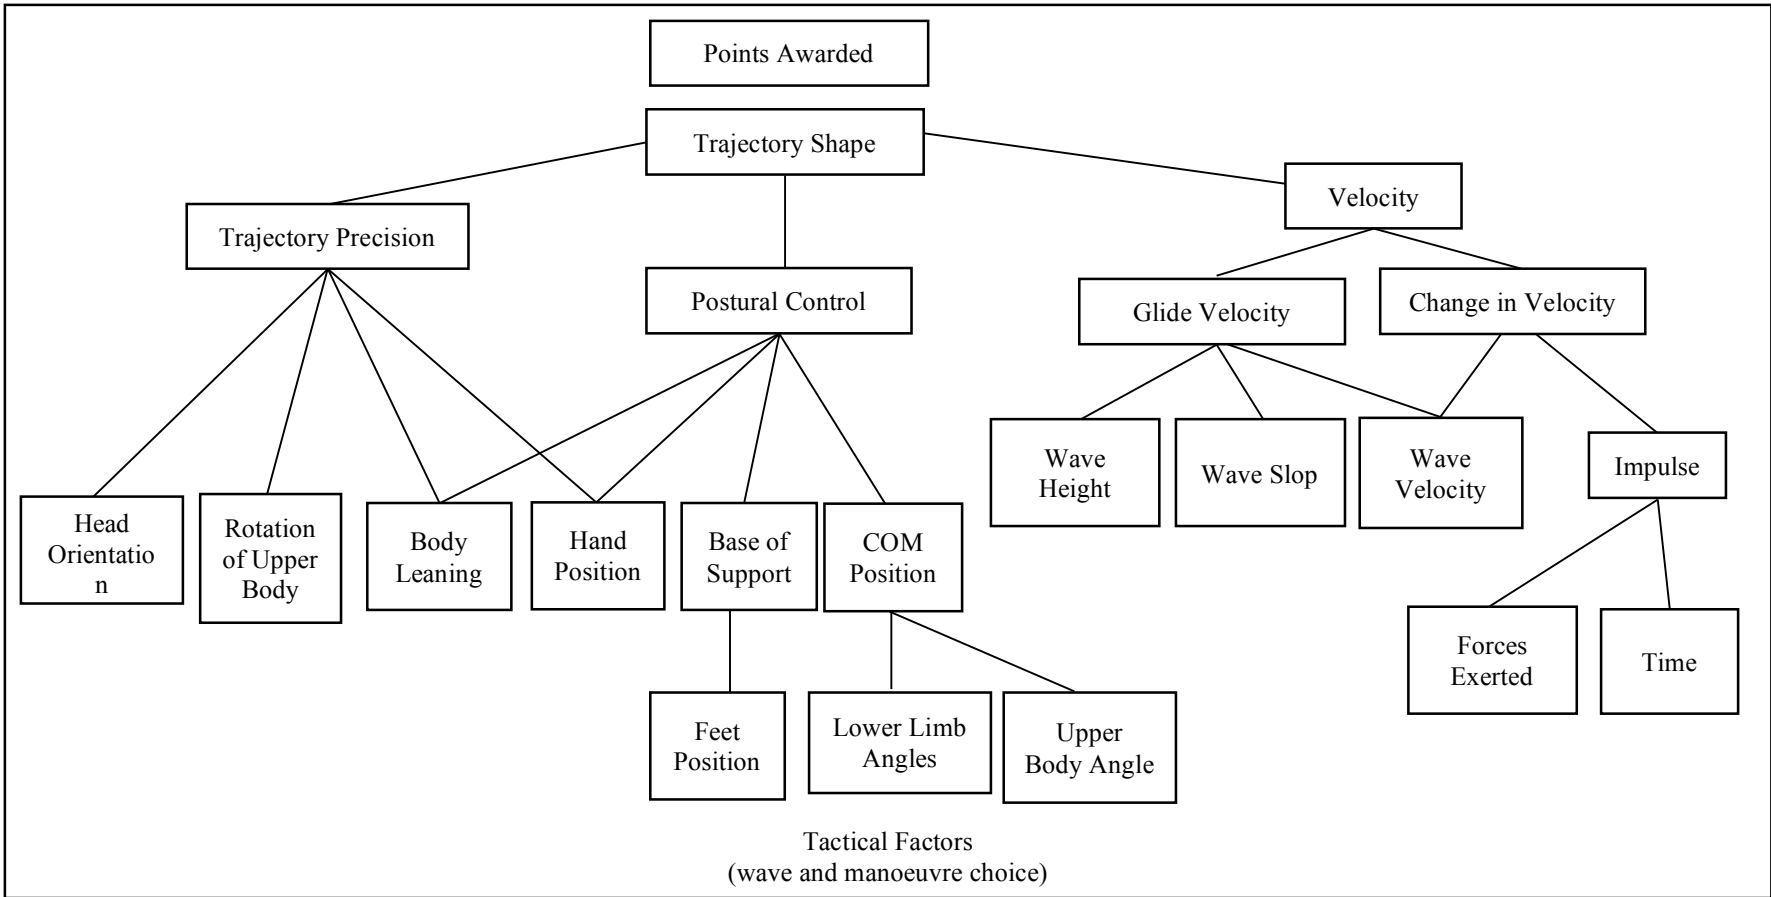 Points Awarded
Trajectory Shape
Velocity
Trajectory Precision
Postural Control
Glide Velocity
Change in Velocity
Wave
Height
Wave Slop
Wave
Velocity
Impulse
Head
Orientatio
n
Rotation
of Upper
Body
Body
Leaning
Hand
Position
Base of
Support
COM
Position
Forces
Exerted
Time
Feet
Position
Lower Limb
Angles
Upper
Body Angle
Tactical Factors
(wave and manoeuvre choice)